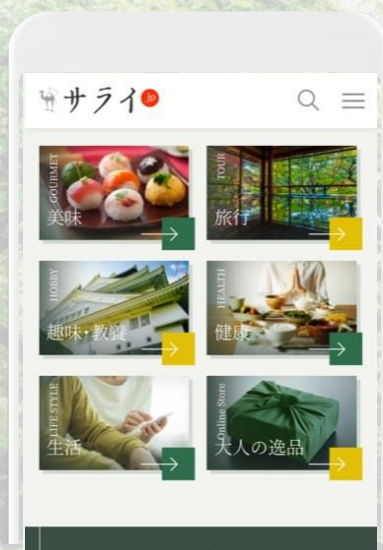 サライ.jp
GOURMET
美味
TOUR
旅行
HOBBY
趣味・教養
HEALTH
健康
LIFE STYLE
生活
Online Store
大人の逸品